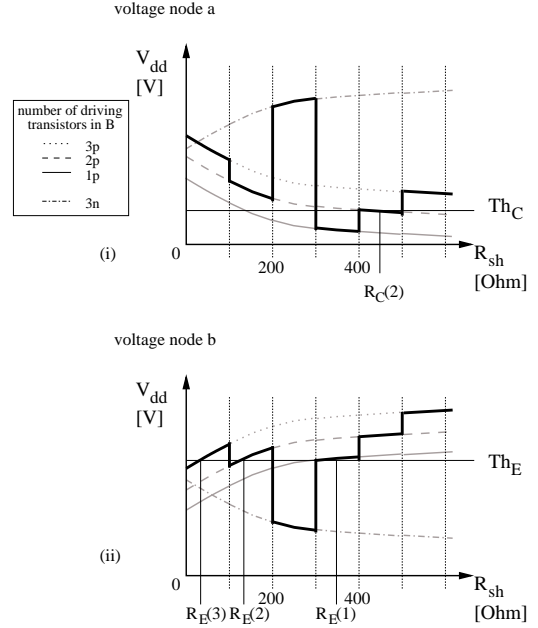 voltage node a
V_dd
[V]
number of driving
transistors in B
3p
2p
1p
3n
Th_C
(i)
0
200
400
R_sh
[Ohm]
R_C(2)
voltage node b
V_dd
[V]
Th_E
(ii)
0
200
400
R_sh
[Ohm]
R_E(3) R_E(2) R_E(1)